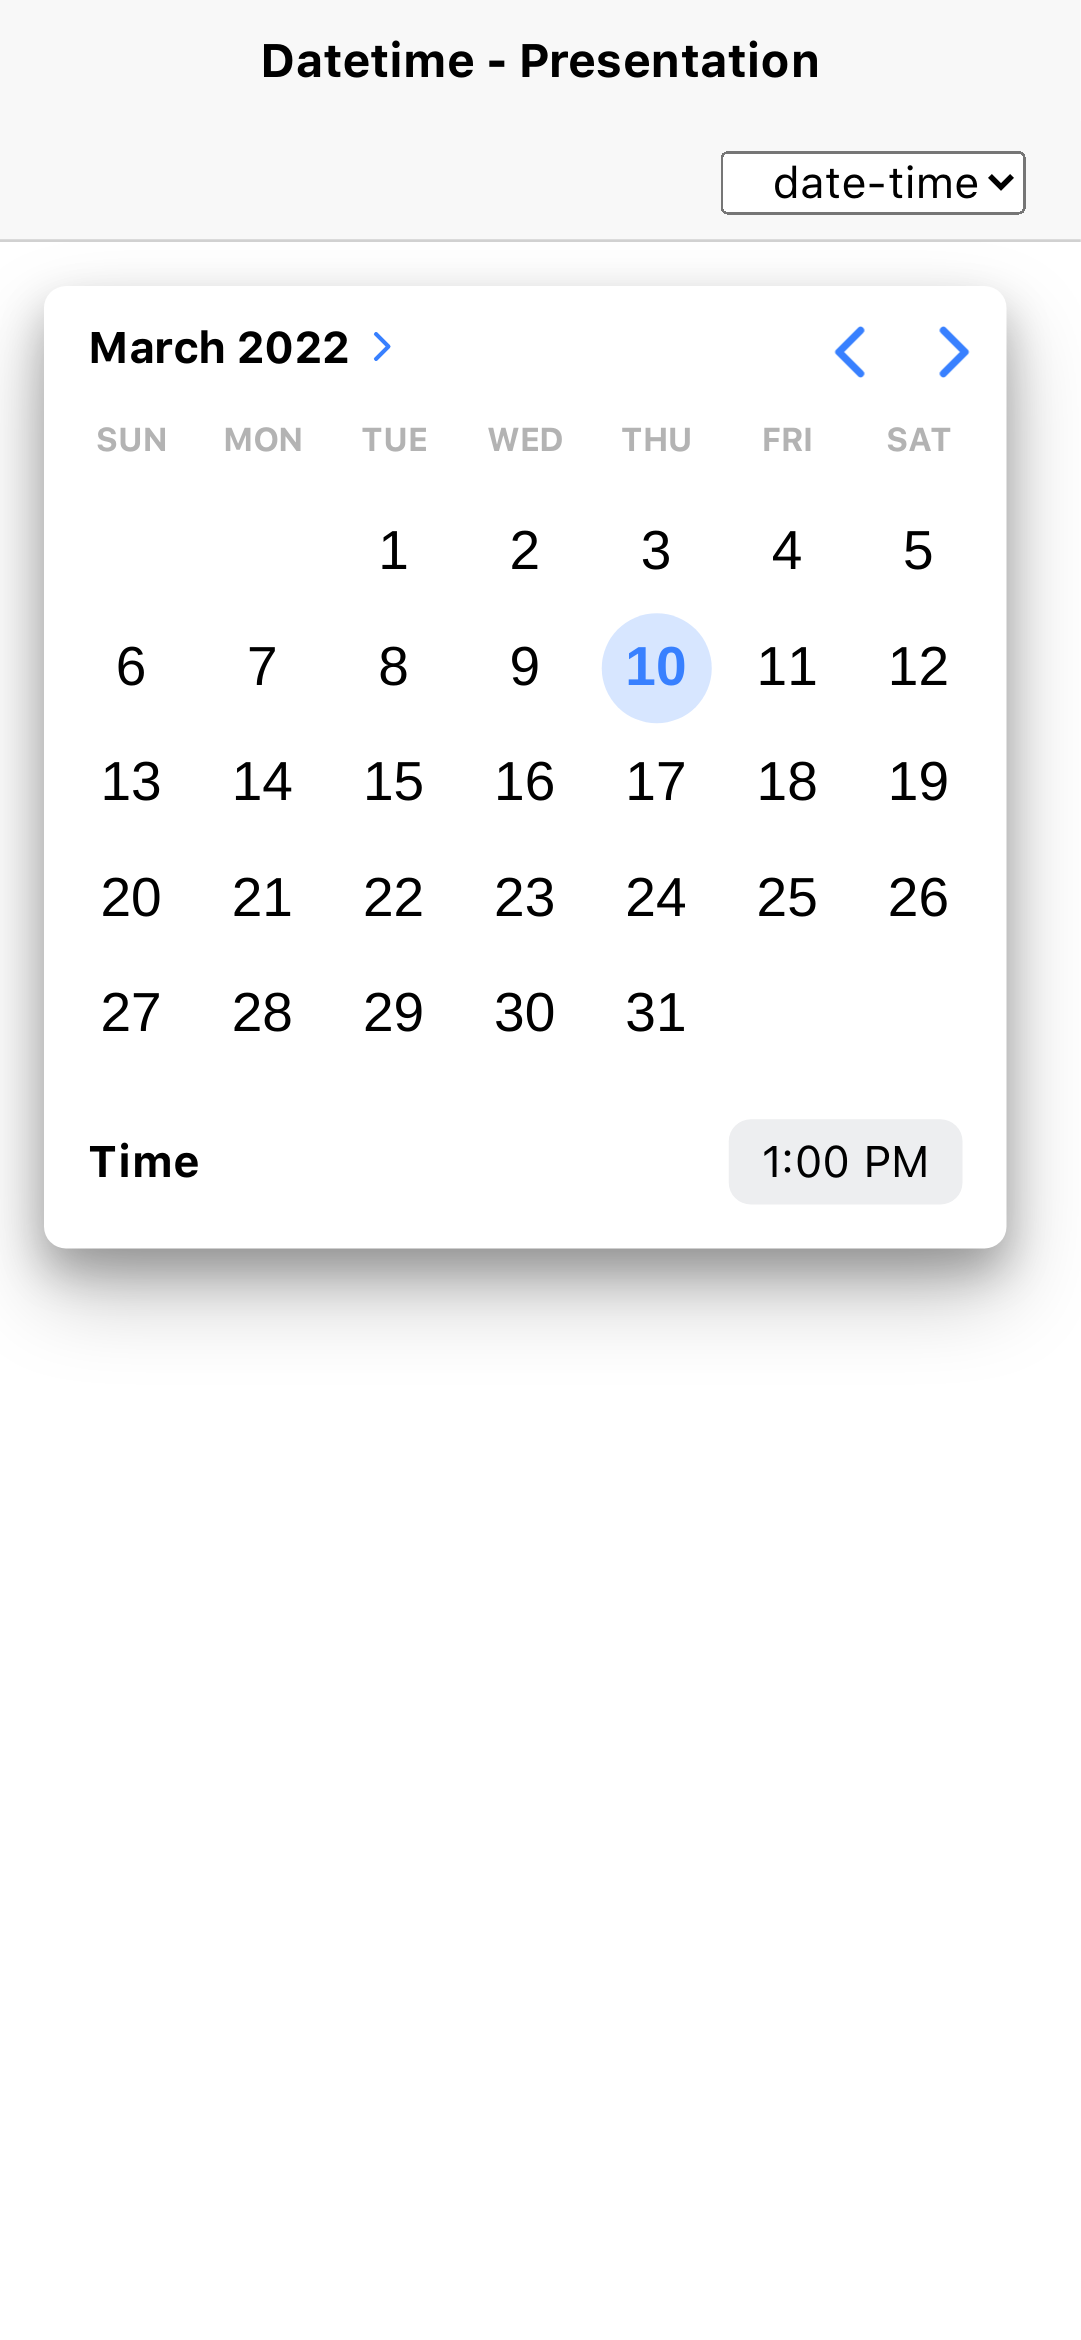 Datetime - Presentation
date-time
March 2022
SUN MON TUE WED THU FRI SAT
1 2 3 4 5
6 7 8 9 10 11 12
13 14 15 16 17 18 19
20 21 22 23 24 25 26
27 28 29 30 31
Time 1:00 PM